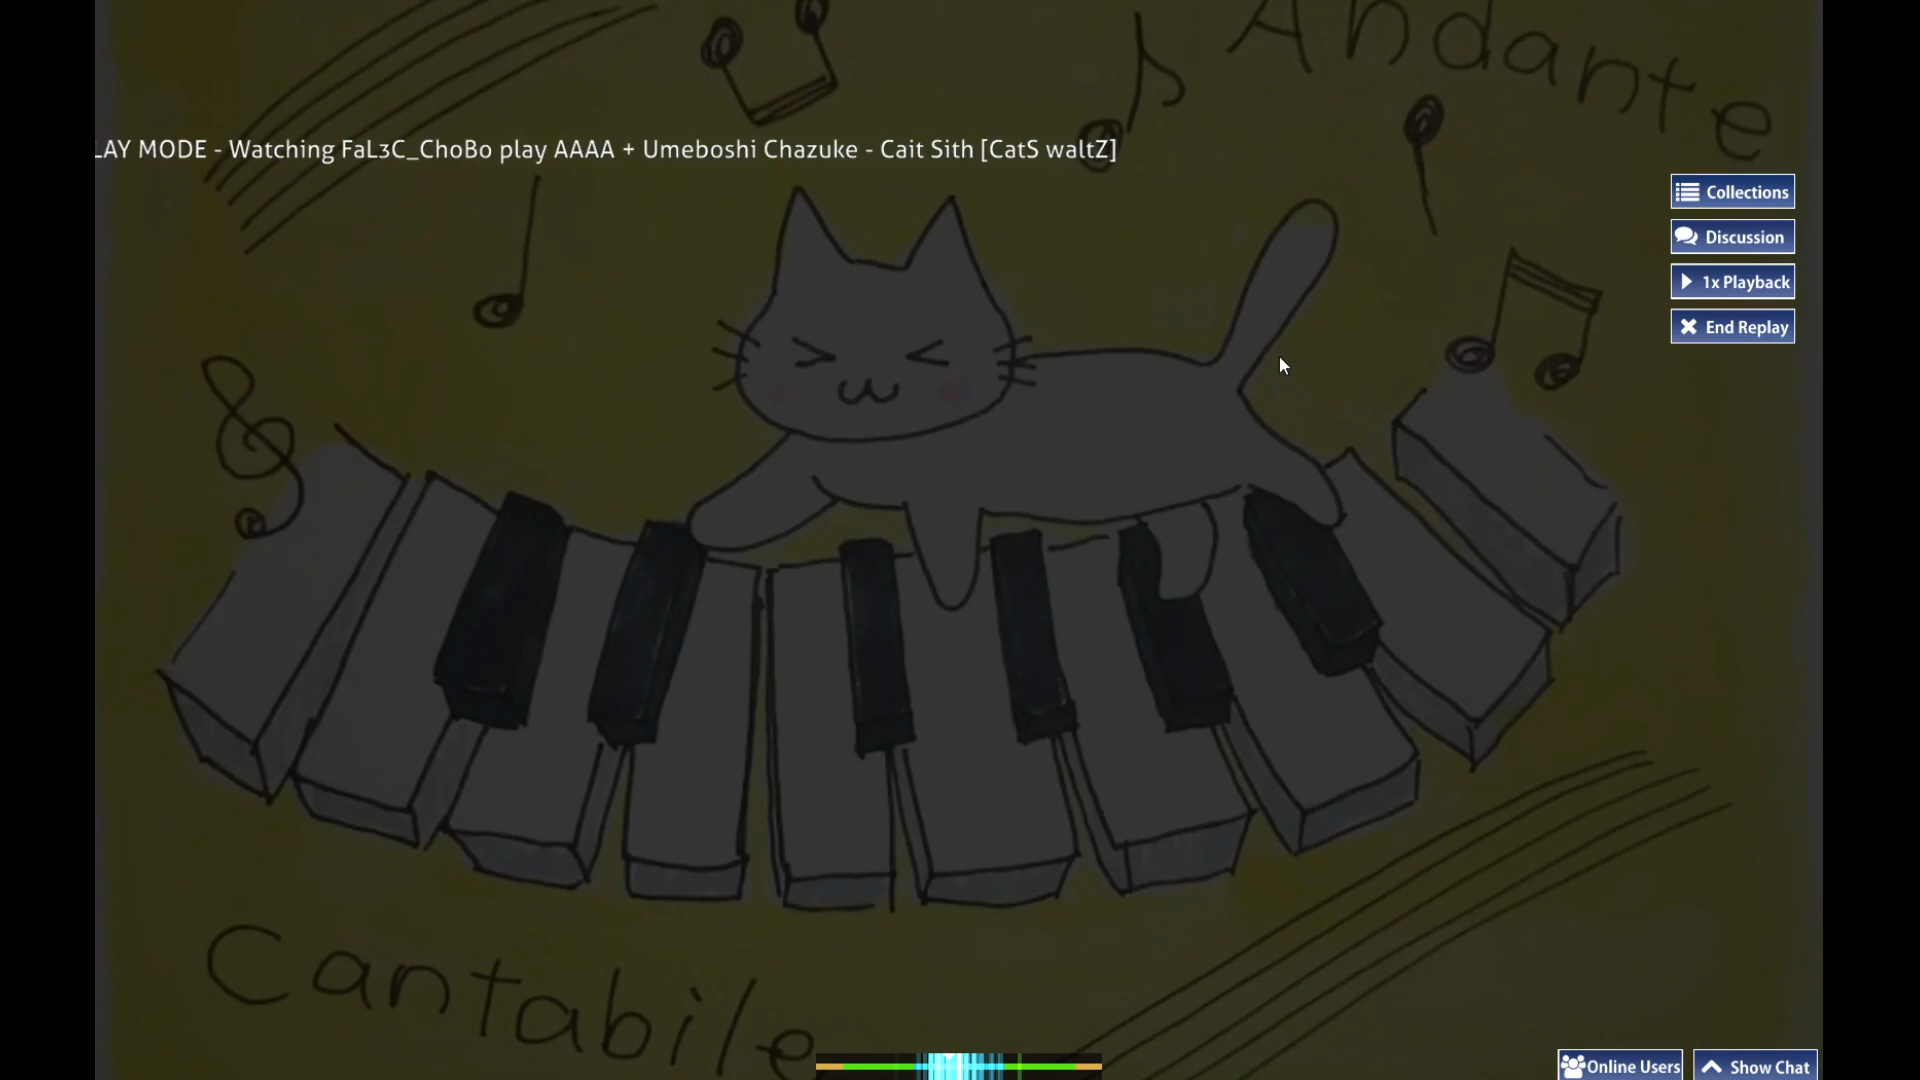 Andante
LAY MODE - Watching FaL3C_ChoBo play AAAA + Umeboshi Chazuke - Cait Sith [CatS waltZ]
Collections
Discussion
1x Playback
End Replay
Cantabile
Online Users
Show Chat